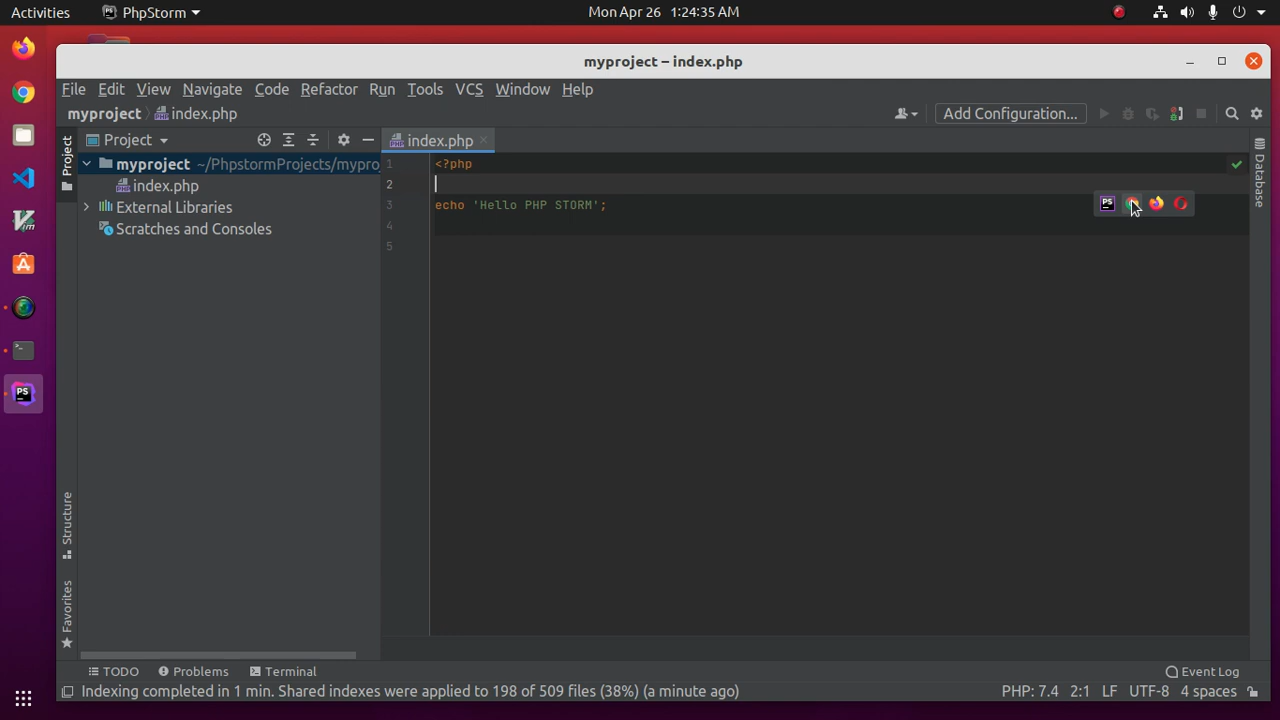 Activities PhpStorm Mon Apr 26 1:24:35 AM
myproject – index.php
File Edit View Navigate Code Refactor Run Tools VCS Window Help
myproject index.php Add Configuration...
Project Project index.php
myproject ~/PhpstormProjects/mypro
index.php
External Libraries
Scratches and Consoles
1 <?php
2
3 echo 'Hello PHP STORM';
4
5
PS
Database
PS
Structure
Favorites
TODO Problems Terminal Event Log
Indexing completed in 1 min. Shared indexes were applied to 198 of 509 files (38%) (a minute ago) PHP: 7.4 2:1 LF UTF-8 4 spaces